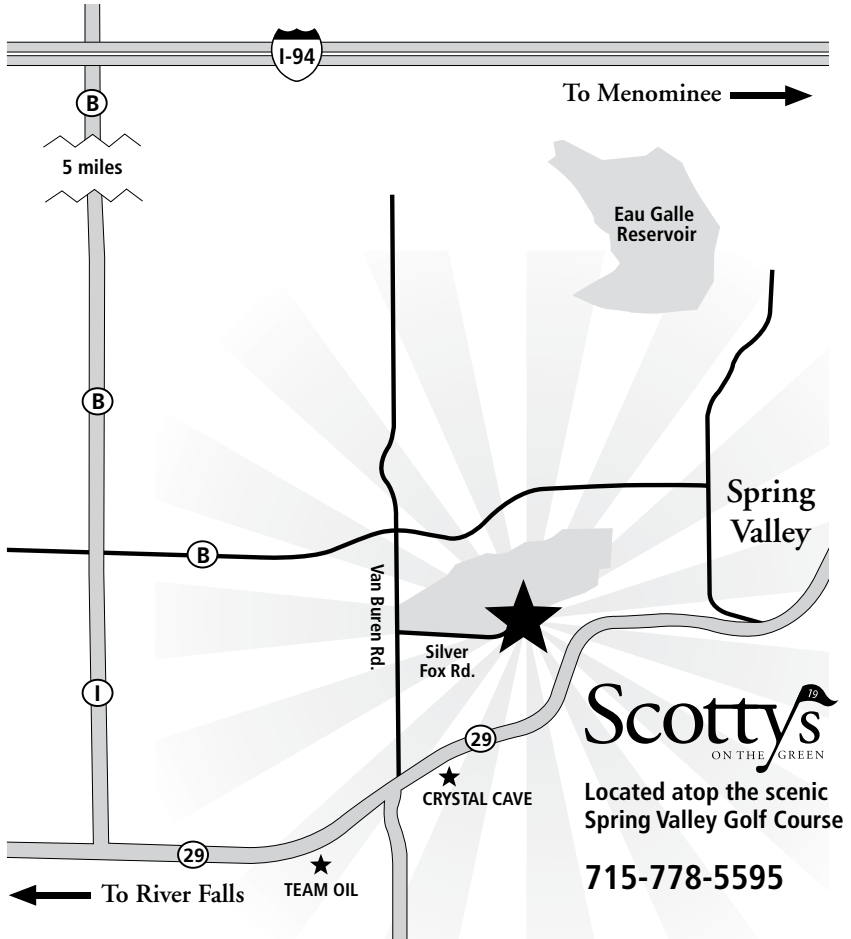 I-94
To Menominee
B
5 miles
Eau Galle
Reservoir
B
Spring
Valley
B
Van Buren Rd.
Silver
Fox Rd.
I
19
Scotty's
ON THE GREEN
29
CRYSTAL CAVE
Located atop the scenic
Spring Valley Golf Course
29
TEAM OIL
715-778-5595
To River Falls